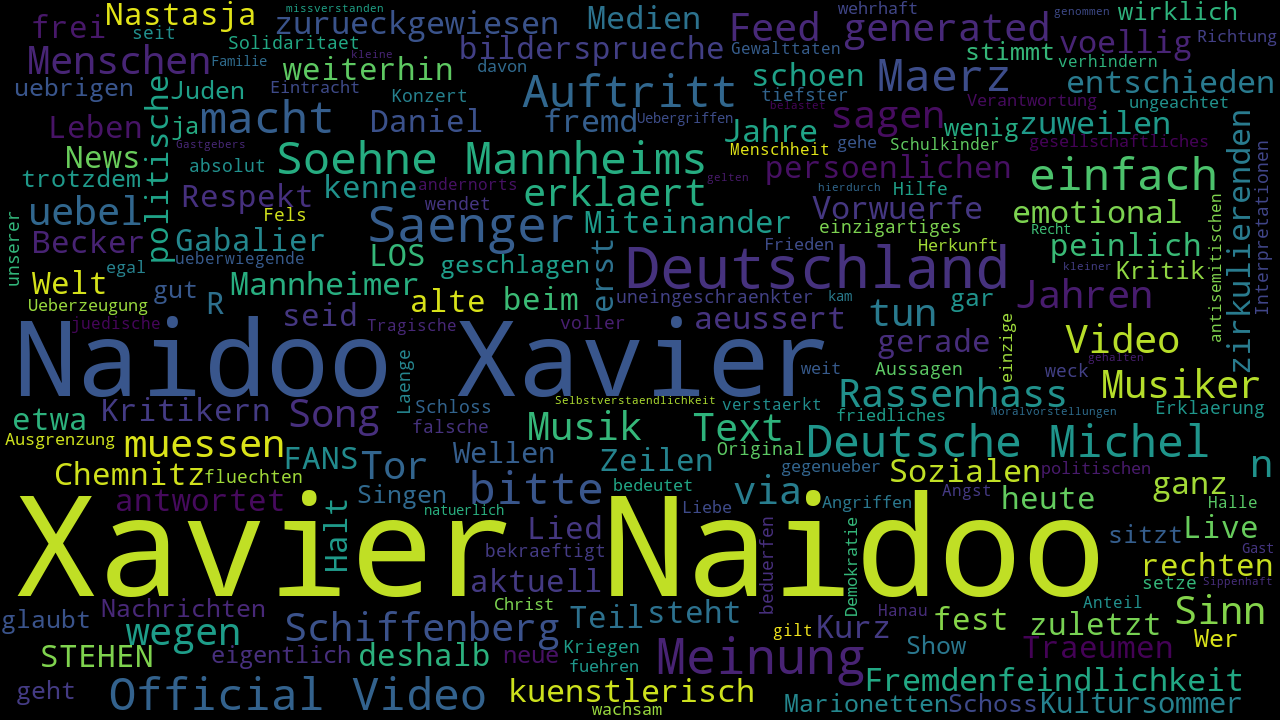 missverstanden
Nastasja
frei
seit
zurueckgewiesen
Medien
Feed generated
wehrhaft
genommen
wirklich
Richtung
Solidaritaet
bildersprueche
Gewalttaten
stimmt
voellig
verhindern
Menschen
Familie
kleine
weiterhin
davon
uebrigen
Juden
Eintracht
Konzert
Auftritt
schoen
tiefster
Maerz
entschieden
politische
Leben
ja
macht
Daniel
fremd
Uebergriffen
Jahre
sagen
Verantwortung
wenig
zuweilen
ungeachtet
News
Gastgebers
belastet
Menschheit
gehe
Schulkinder
gesellschaftliches
trotzdem
absolut
Soehne Mannheims
persoenlichen
einfach
zirkulierenden
Interpretationen
Respekt
kenne
andernorts
erklaert
gelten
hierdurch
Hilfe
uebel
Fels
wendet
Saenger
Miteinander
Vorwuerfe
einzigartiges
emotional
Recht
antisemitischen
Becker
Gabalier
ueberwiegende
LOS
erst
Frieden
Herkunft
peinlich
unserer
egal
geschlagen
Deutschland
kleiner
Kritik
Welt
gut
R
Mannheimer
alte
beim
uneingeschraenkter
kam
tun
gar
Jahren
Ueberzeugung
juedische
seid
Tragische
voller
aeussert
gerade
einzige
Video
Naidoo Xavier
Laenge
weit
Aussagen
weck
gehalten
Musiker
etwa
Kritikern
Song
Schloss
falsche
Selbstverstaendlichkeit
verstaerkt
Rassenhass
friedliches
Moralvorstellungen
Erklaerung
Ausgrenzung
muessen
FANS
Wellen
Musik
Text
Original
Deutsche Michel
Chemnitz
fluechten
Tor
Zeilen
gegenueber
Sozialen
politischen
n
antwortet
Halt
Singen
bitte
bedeutet
via
Angriffen
Angst
heute
ganz
Halle
natuerlich
Lied
Liebe
Xavier Naidoo
sitzt
Live
bekraeftigt
beduerfen
Demokratie
Gast
rechten
aktuell
setze
Sippenhaft
glaubt
Nachrichten
Christ
Teil
steht
Hanau
Anteil
wegen
Schiffenberg
gilt
Kurz
fest
zuletzt
Sinn
STEHEN
eigentlich
deshalb
neue
Kriegen
fuehren
Meinung
Show
Traeumen
Wer
geht
Official Video
kuenstlerisch
wachsam
Fremdenfeindlichkeit
Marionetten
Schoss
Kultursommer